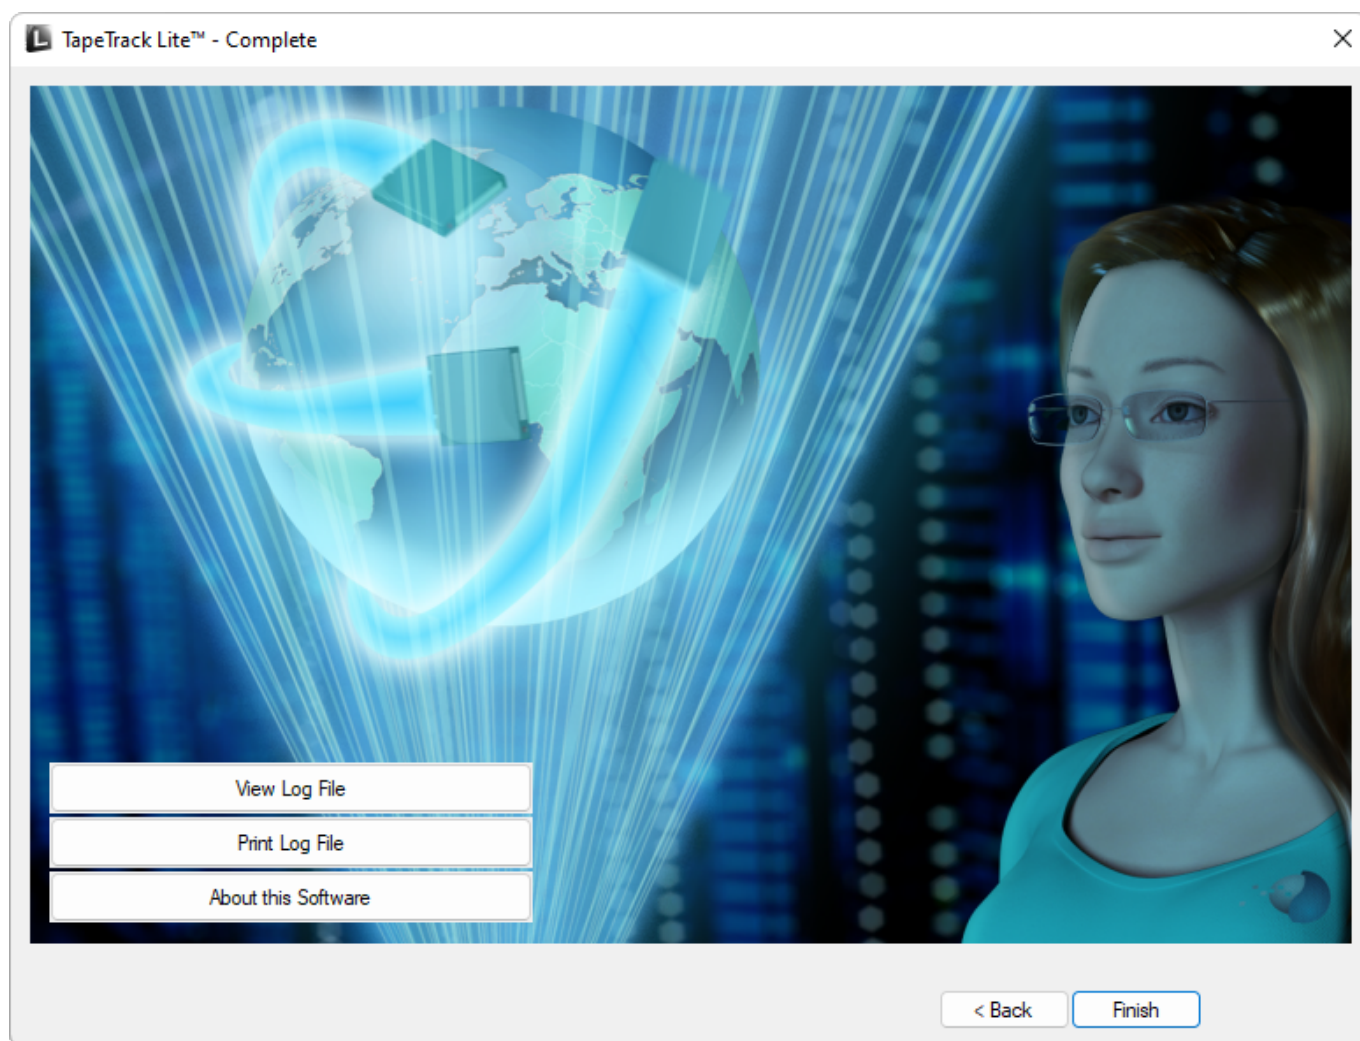 TapeTrack Lite™ - Complete
View Log File
Print Log File
About this Software
< Back
Finish